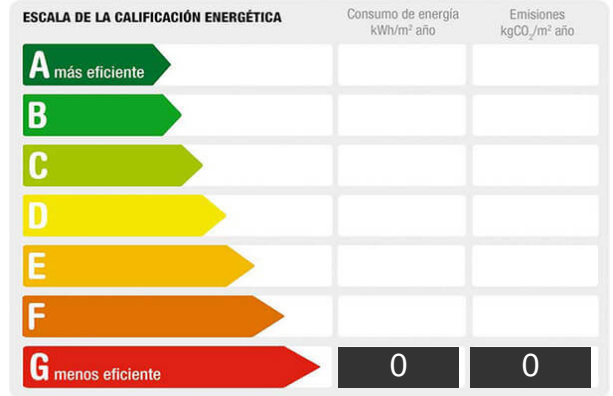 ESCALA DE LA CALIFICACIÓN ENERGÉTICA
Consumo de energía
kWh/m² año
Emisiones
kgCO₂/m² año
A más eficiente
B
C
D
E
F
G menos eficiente 0 0